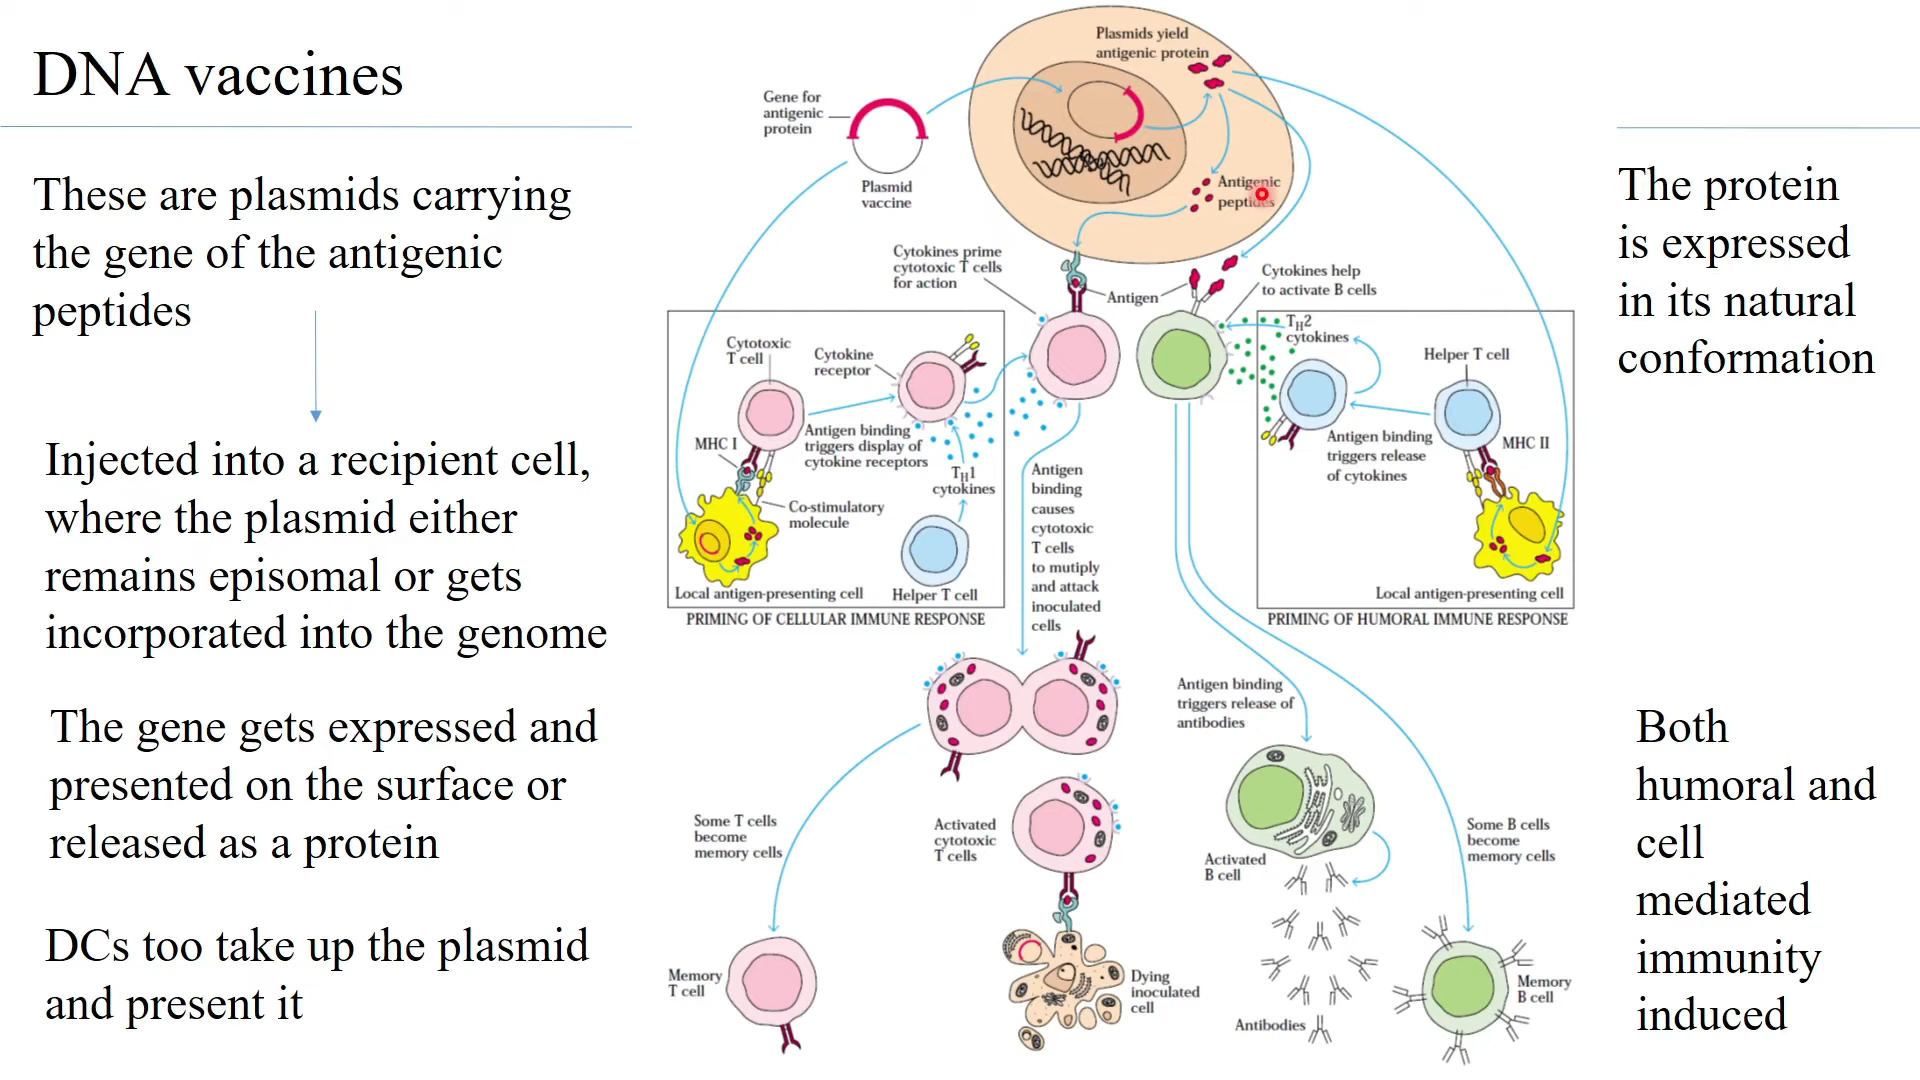 DNA vaccines
These are plasmids carrying
the gene of the antigenic
peptides
Injected into a recipient cell,
where the plasmid either
remains episomal or gets
incorporated into the genome
The gene gets expressed and
presented on the surface or
released as a protein
DCs too take up the plasmid
and present it
Plasmids yield
antigenic protein
Gene for
antigenic
protein
Plasmid
vaccine
Antigenic
peptides
Cytokines prime
cytotoxic T cells
for action
Antigen
Cytokines help
to activate B cells
Cytotoxic
T cell
Cytokine
receptor
MHC I
Antigen binding
triggers display of
cytokine receptors
TH1
cytokines
Co-stimulatory
molecule
Local antigen-presenting cell
Helper T cell
PRIMING OF CELLULAR IMMUNE RESPONSE
Antigen
binding
causes
cytotoxic
T cells
to mutiply
and attack
inoculated
cells
TH2
cytokines
Helper T cell
Antigen binding
triggers release
of cytokines
MHC II
Local antigen-presenting cell
PRIMING OF HUMORAL IMMUNE RESPONSE
Antigen binding
triggers release of
antibodies
Some T cells
become
memory cells
Activated
cytotoxic
T cells
Activated
B cell
Some B cells
become
memory cells
Memory
T cell
Dying
inoculated
cell
Antibodies
Memory
B cell
The protein
is expressed
in its natural
conformation
Both
humoral and
cell
mediated
immunity
induced